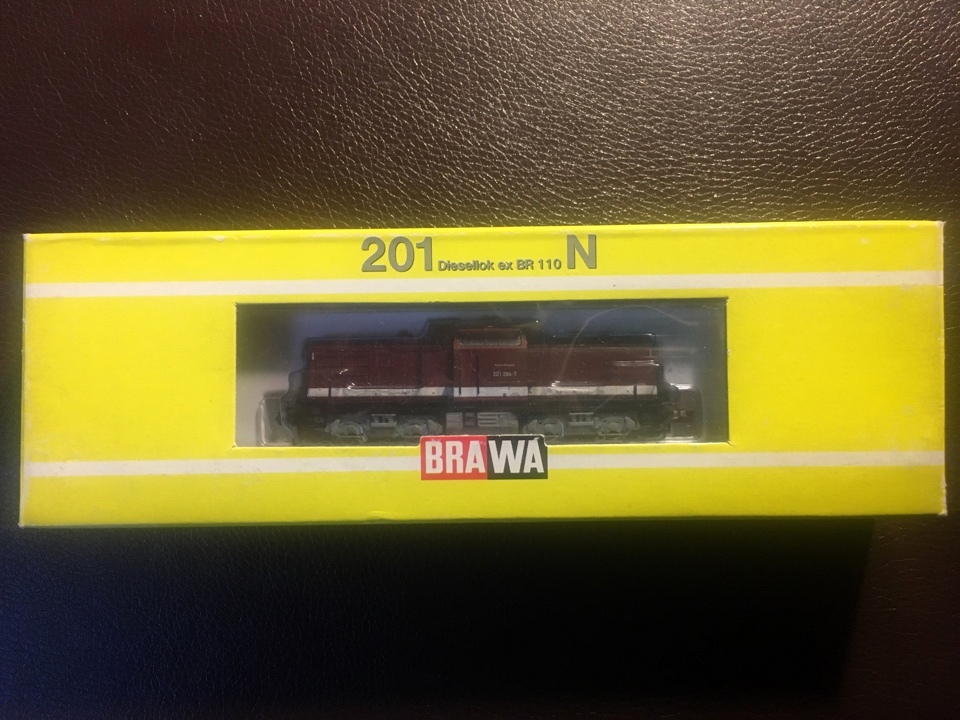 201 Diesellok ex BR 110 N
BRAWA